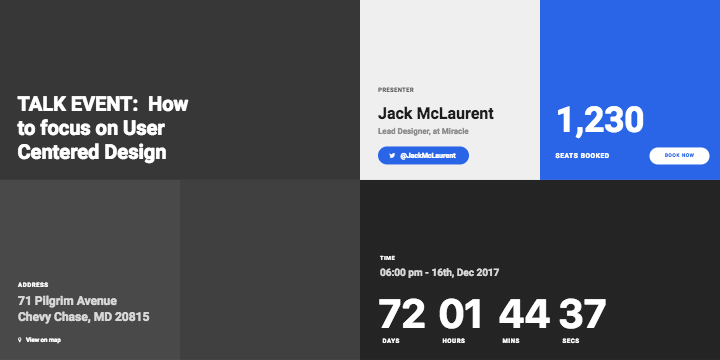 TALK EVENT: How
to focus on User
Centered Design
PRESENTER
Jack McLaurent
Lead Designer, at Miracle
@JackMcLaurent
1,230
SEATS BOOKED
BOOK NOW
ADDRESS
71 Pilgrim Avenue
Chevy Chase, MD 20815
View on map
TIME
06:00 pm - 16th, Dec 2017
72 01 44 37
DAYS HOURS MINS SECS